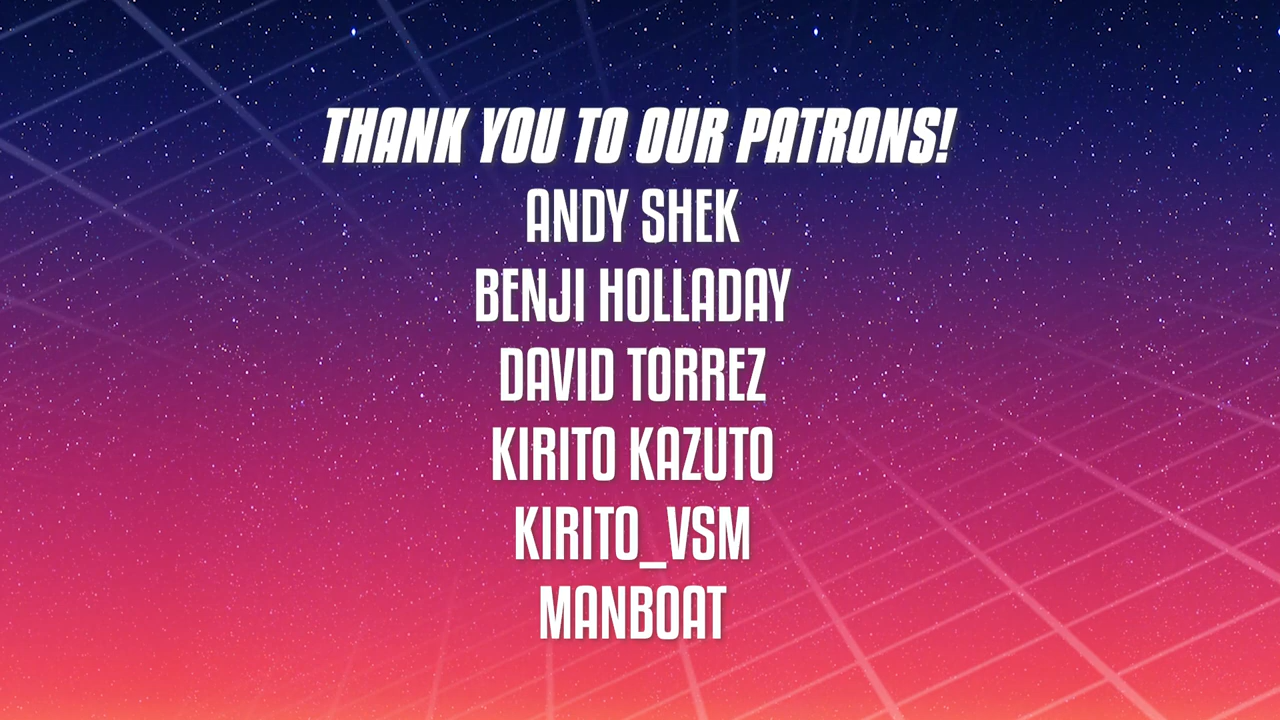 THANK YOU TO OUR PATRONS!
ANDY SHEK
BENJI HOLLADAY
DAVID TORREZ
KIRITO KAZUTO
KIRITO_VSM
MANBOAT